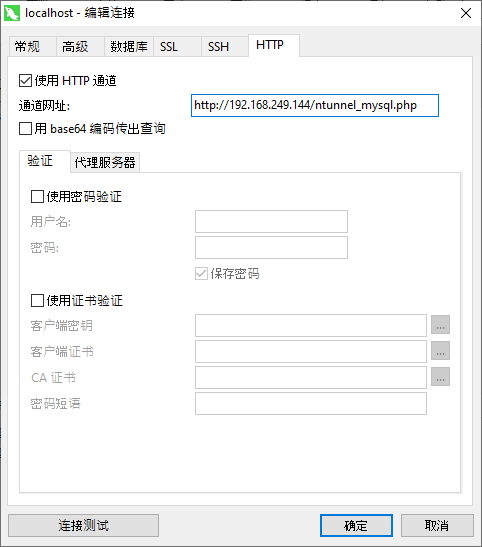 localhost - 编辑连接
常规 高级 数据库 SSL SSH HTTP
使用 HTTP 通道
通道网址: http://192.168.249.144/ntunnel_mysql.php
用 base64 编码传出查询
验证 代理服务器
使用密码验证
用户名:
密码:
保存密码
使用证书验证
客户端密钥 ...
客户端证书 ...
CA 证书 ...
密码短语
连接测试 确定 取消